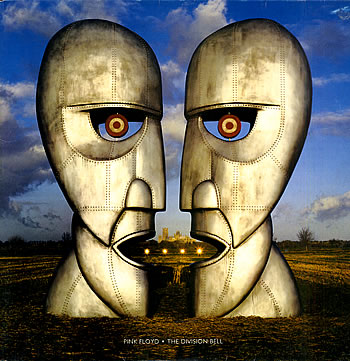 PINK FLOYD • THE DIVISION BELL